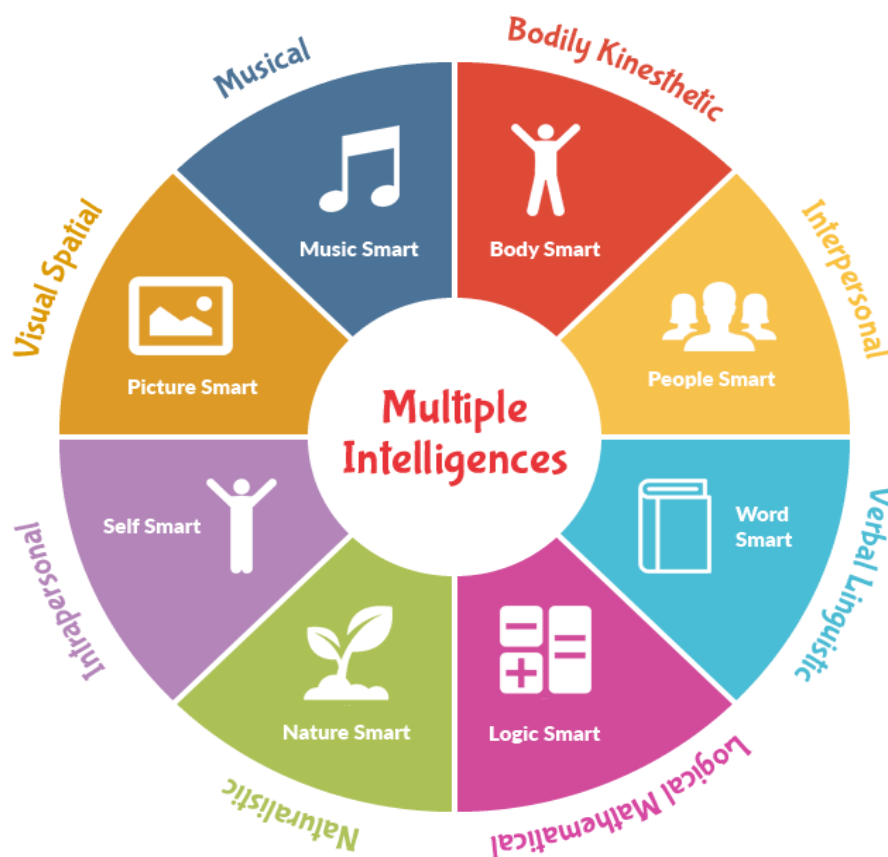 Musical
Bodily Kinesthetic
Visual Spatial
Interpersonal
Music Smart
Body Smart
Picture Smart
People Smart
Multiple
Intelligences
Self Smart
Word
Smart
Intrapersonal
Verbal Linguistic
Nature Smart
Logic Smart
Naturalistic
Logical Mathematical